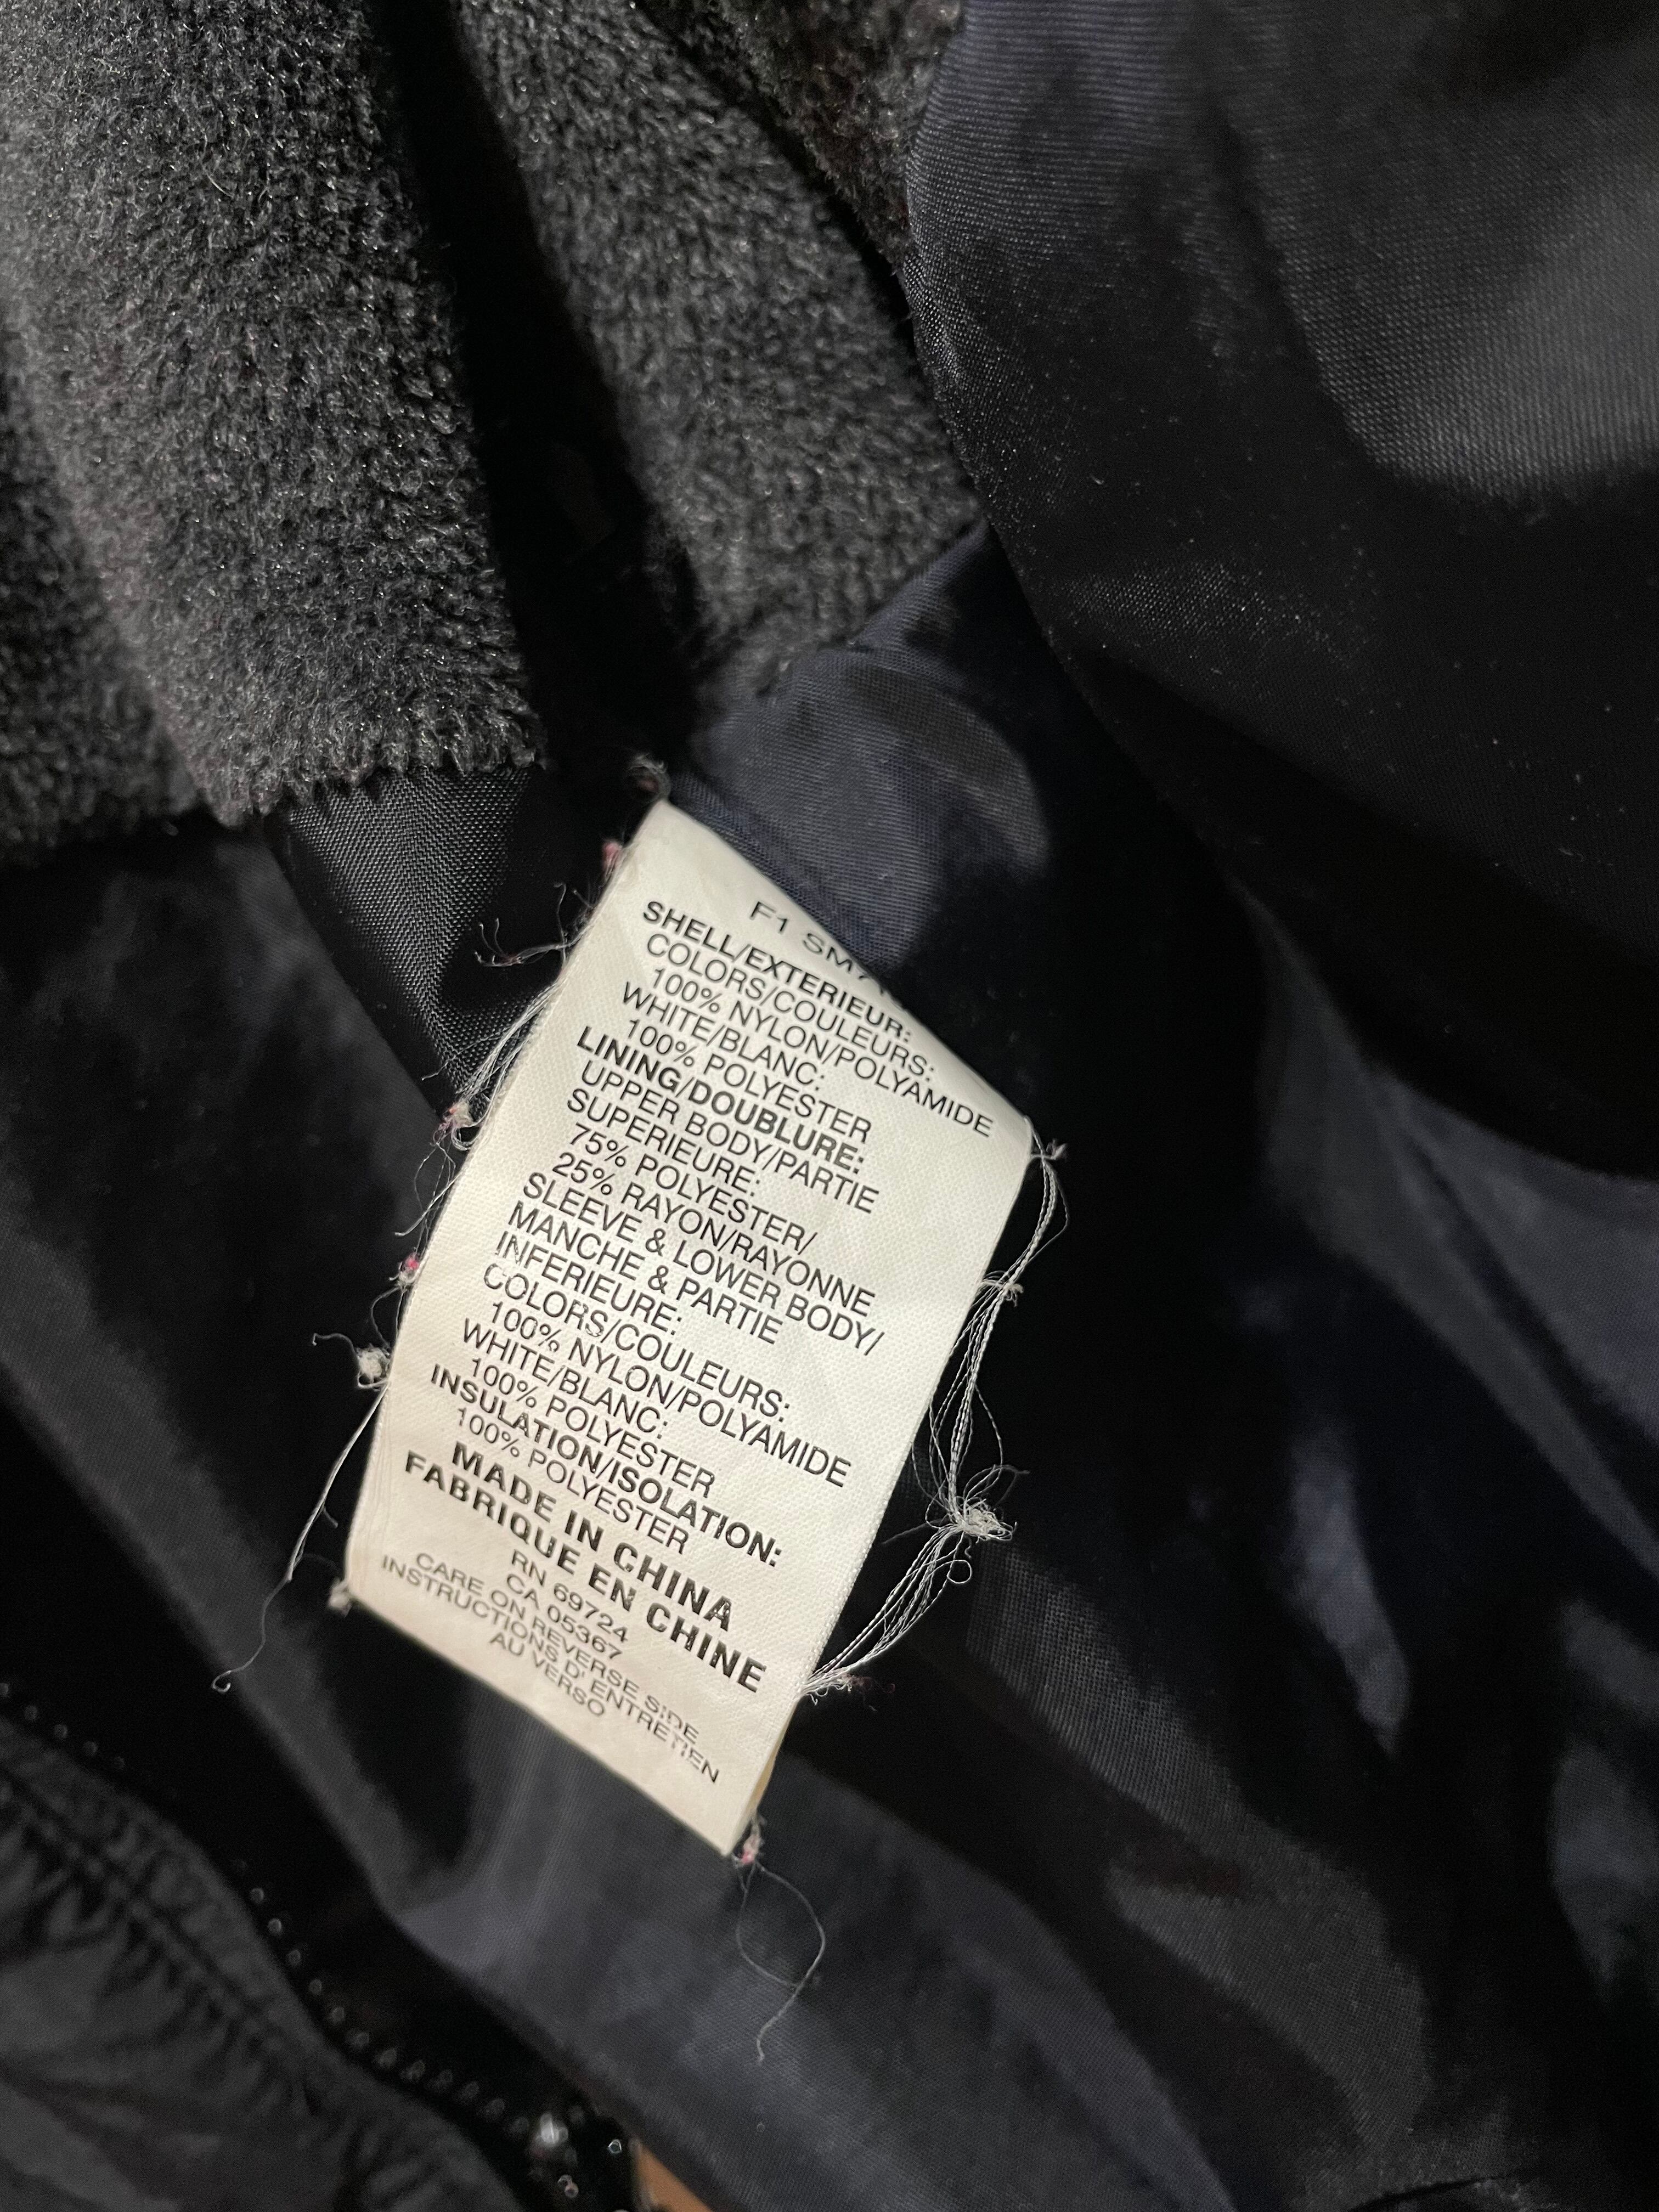 F1
SHELL/EXTERIEUR:
COLORS/COULEURS:
100% NYLON/POLYAMIDE
WHITE/BLANC:
100% POLYESTER
LINING/DOUBLURE:
UPPER BODY/PARTIE
SUPERIEURE:
75% POLYESTER/
25% RAYON/RAYONNE
SLEEVE & LOWER BODY/
MANCHE & PARTIE
INFERIEURE:
COLORS/COULEURS:
100% NYLON/POLYAMIDE
WHITE/BLANC:
100% POLYESTER
INSULATION/ISOLATION:
100% POLYESTER
MADE IN CHINA
FABRIQUE EN CHINE
RN 69724
CA 05367
CARE ON REVERSE SIDE
INSTRUCTIONS D' ENTRETIEN
AU VERSO